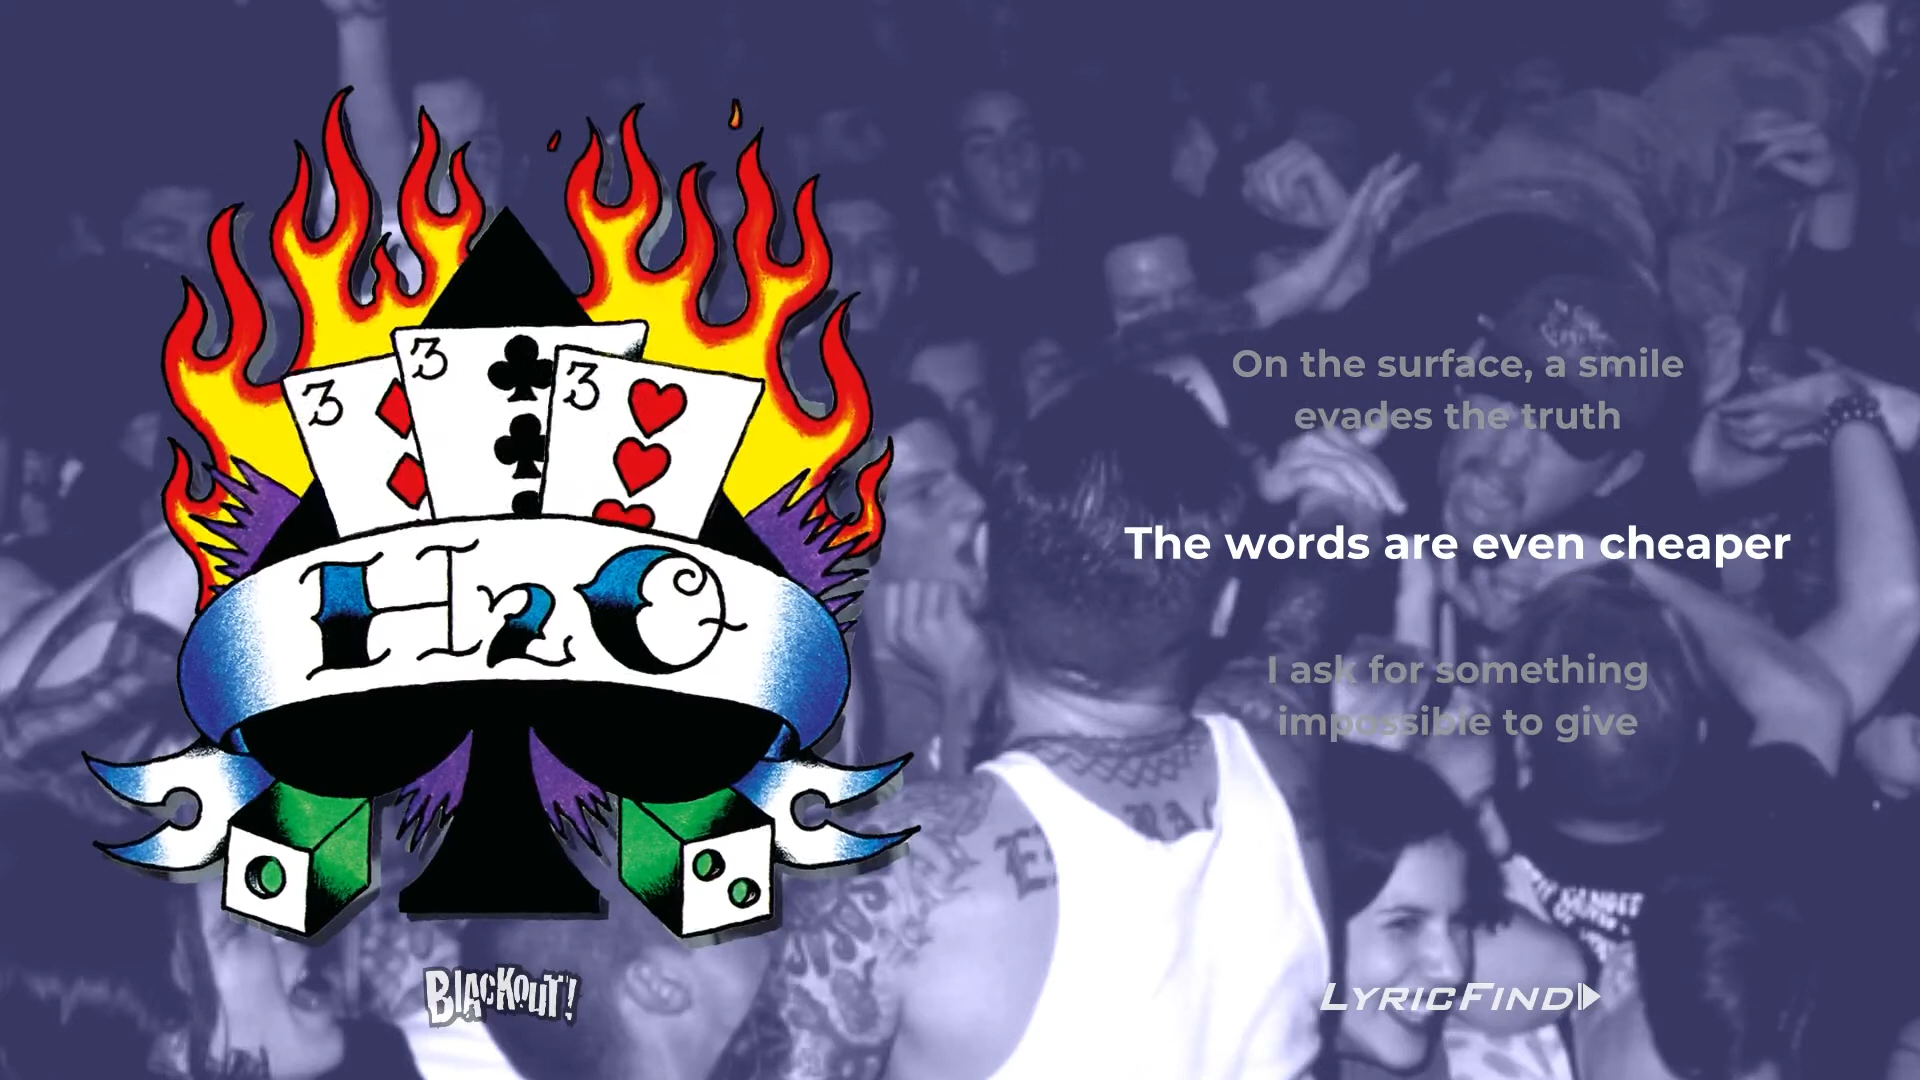 3
3
3
H2O
On the surface, a smile
evades the truth
The words are even cheaper
I ask for something
impossible to give
BLACKOUT!
LYRICFIND